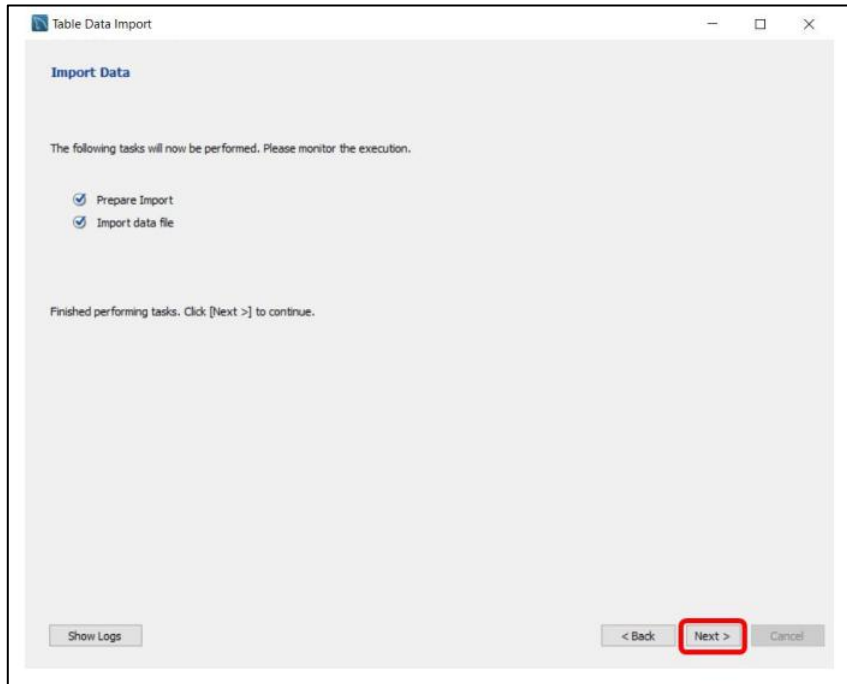 Table Data Import
Import Data
The following tasks will now be performed. Please monitor the execution.
Prepare Import
Import data file
Finished performing tasks. Click [Next >] to continue.
Show Logs
< Back
Next >
Cancel